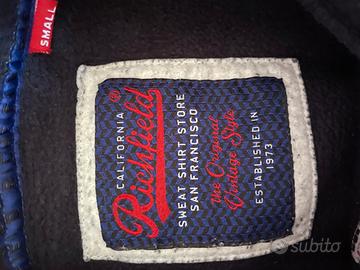 SMALL
CALIFORNIA
Richfield®
SWEAT SHIRT STORE
SAN FRANCISCO
The Original
Vintage Style
ESTABLISHED IN
1973
subito